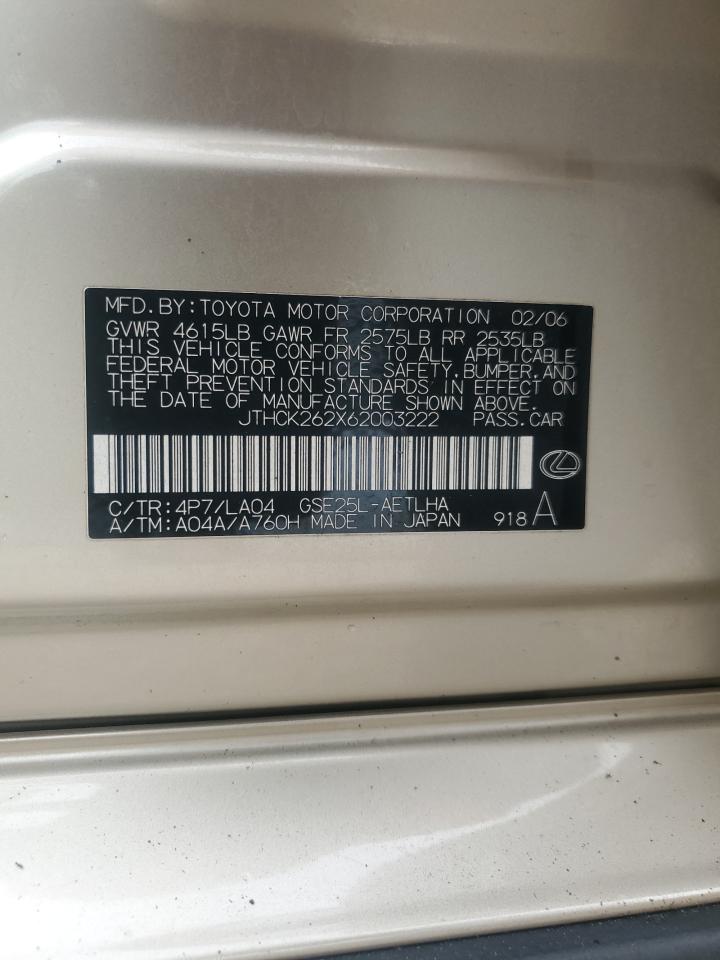 MFD.BY:TOYOTA MOTOR CORPORATION 02/06
GVWR 4615LB GAWR FR 2575LB RR 2535LB
THIS VEHICLE CONFORMS TO ALL APPLICABLE
FEDERAL MOTOR VEHICLE SAFETY.BUMPER.AND
THEFT PREVENTION STANDARDS IN EFFECT ON
THE DATE OF MANUFACTURE SHOWN ABOVE.
JTHCK262X62003222 PASS.CAR
C/TR:4P7/LA04 GSE25L-AETLHA
A/TM:A04A/A760H MADE IN JAPAN 918 A